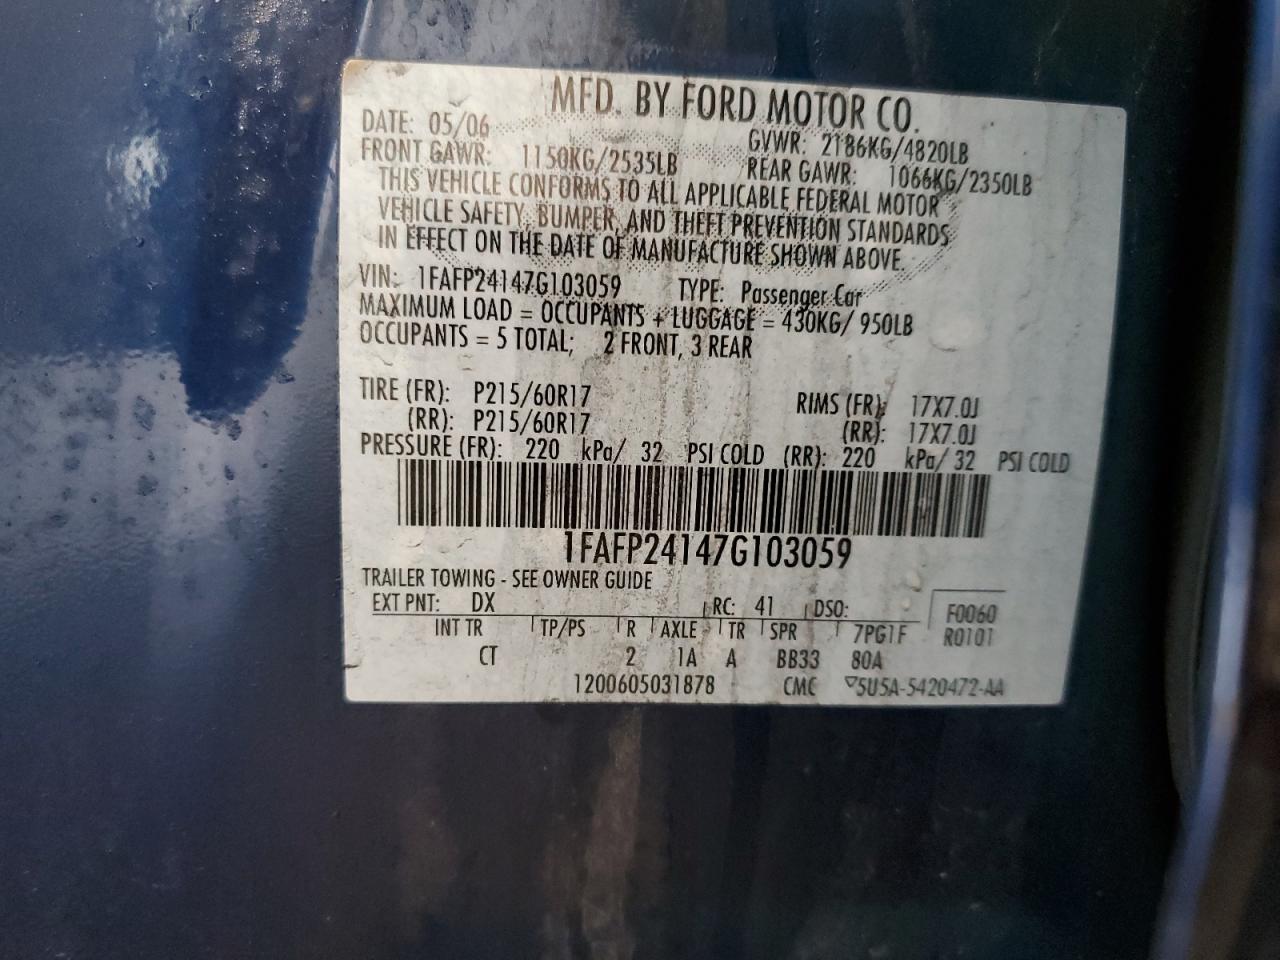 MFD. BY FORD MOTOR CO.
DATE: 05/06 GVWR: 2186KG/4820LB
FRONT GAWR: 1150KG/2535LB REAR GAWR: 1066KG/2350LB
THIS VEHICLE CONFORMS TO ALL APPLICABLE FEDERAL MOTOR
VEHICLE SAFETY, BUMPER, AND THEFT PREVENTION STANDARDS
IN EFFECT ON THE DATE OF MANUFACTURE SHOWN ABOVE.
VIN: 1FAFP24147G103059 TYPE: Passenger Car
MAXIMUM LOAD = OCCUPANTS + LUGGAGE = 430KG/ 950LB
OCCUPANTS = 5 TOTAL; 2 FRONT, 3 REAR
TIRE (FR): P215/60R17 RIMS (FR): 17X7.0J
(RR): P215/60R17 (RR): 17X7.0J
PRESSURE (FR): 220 kPa/ 32 PSI COLD (RR): 220 kPa/ 32 PSI COLD
1FAFP24147G103059
TRAILER TOWING - SEE OWNER GUIDE
EXT PNT: DX RC: 41 DSO: F0060
INT TR TP/PS R AXLE TR SPR 7PG1F R0101
CT 2 1A A BB33 80A
1200605031878 CMC ▽5U5A-5420472-AA